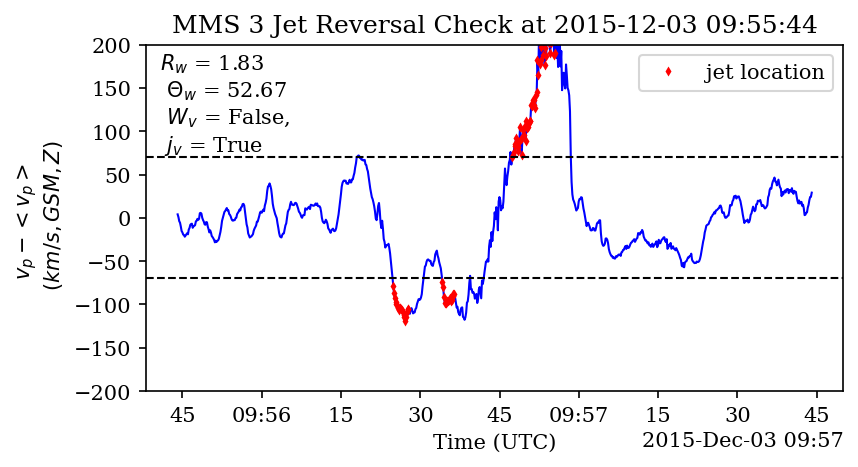 MMS 3 Jet Reversal Check at 2015-12-03 09:55:44
R_w = 1.83
Θ_w = 52.67
W_v = False,
j_v = True
jet location
v_p − < v_p >
(km/s, GSM, Z)
200
150
100
50
0
−50
−100
−150
−200
45 09:56 15 30 45 09:57 15 30 45
Time (UTC)
2015-Dec-03 09:57